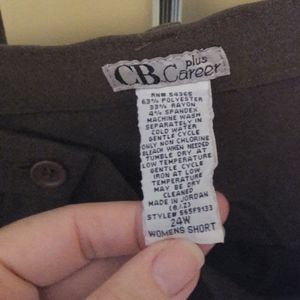 CB plus
Career
RN# 54366
63% POLYESTER
33% RAYON
4% SPANDEX
MACHINE WASH
SEPARATELY IN
COLD WATER
GENTLE CYCLE
ONLY NON CHLORINE
BLEACH WHEN NEEDED
TUMBLE DRY AT
LOW TEMPERATURE
GENTLE CYCLE
IRON AT LOW
TEMPERATURE
MAY BE DRY
CLEANED
MADE IN JORDAN
STYLE# 565F9133
24W
WOMENS SHORT